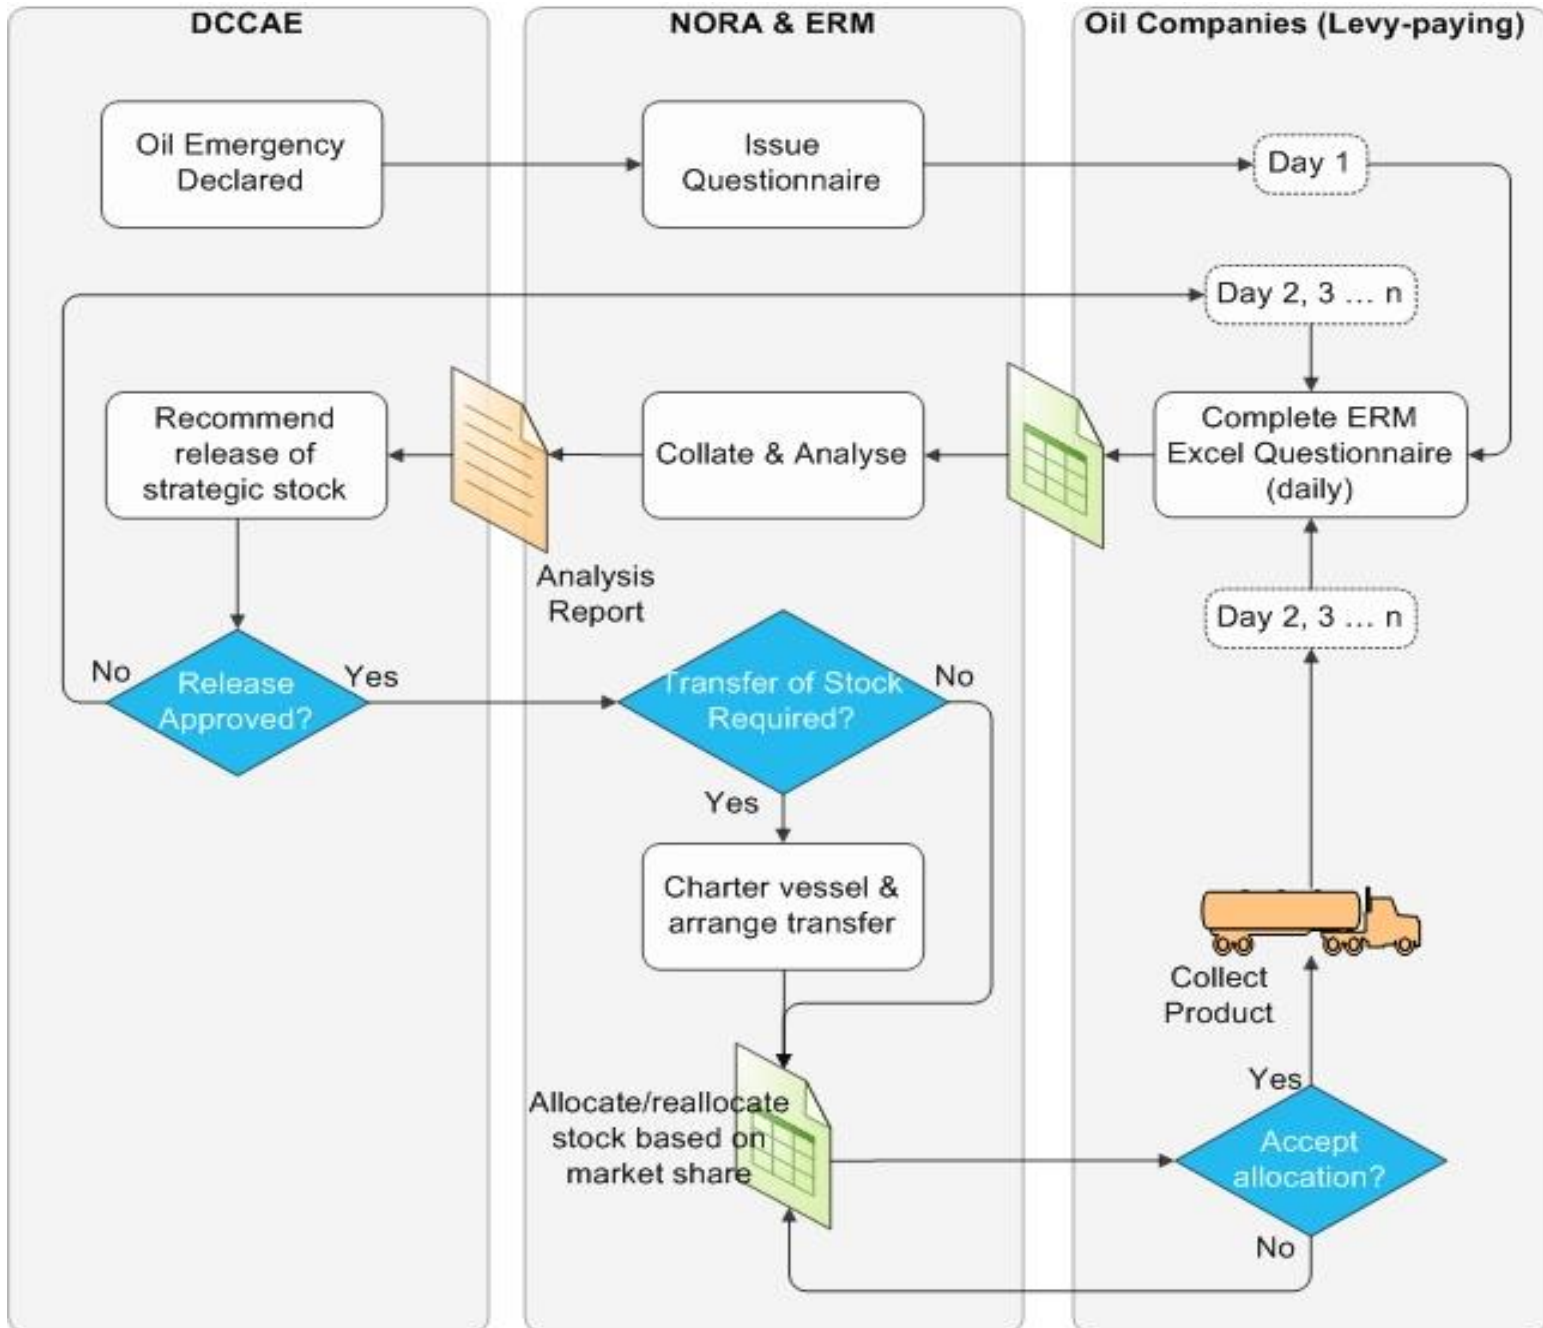 DCCAE
NORA & ERM
Oil Companies (Levy-paying)
Oil Emergency
Declared
Issue
Questionnaire
Day 1
Day 2, 3 ... n
Recommend
release of
strategic stock
Collate & Analyse
Complete ERM
Excel Questionnaire
(daily)
Analysis
Report
Day 2, 3 ... n
No
Release
Approved?
Yes
Transfer of Stock
Required?
No
Yes
Charter vessel &
arrange transfer
Collect
Product
Allocate/reallocate
stock based on
market share
Yes
Accept
allocation?
No